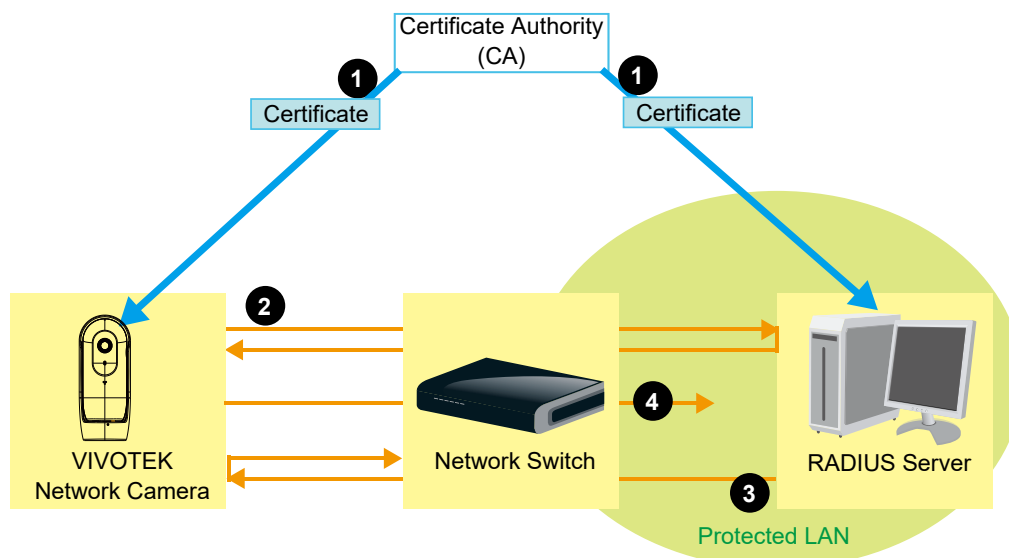 Certificate Authority
(CA)
1
1
Certificate
Certificate
2
4
VIVOTEK
Network Camera
Network Switch
RADIUS Server
3
Protected LAN